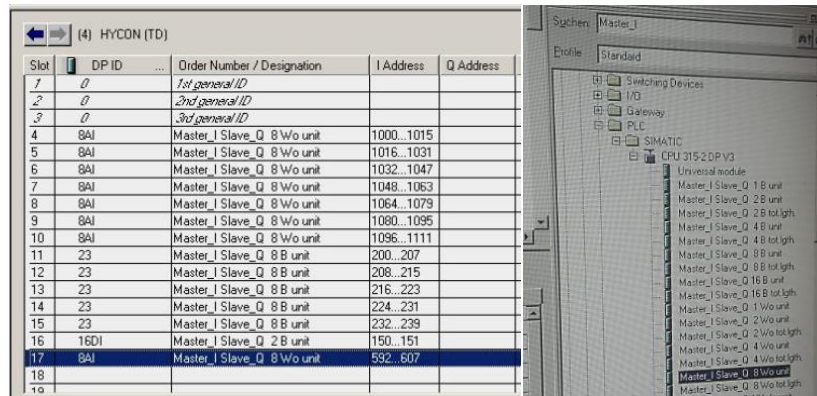 (4) HYCON (TD)
Slot DP ID ... Order Number / Designation I Address Q Address
1 0 1st general ID
2 0 2nd general ID
3 0 3rd general ID
4 8AI Master_I Slave_Q 8 Wo unit 1000...1015
5 8AI Master_I Slave_Q 8 Wo unit 1016...1031
6 8AI Master_I Slave_Q 8 Wo unit 1032...1047
7 8AI Master_I Slave_Q 8 Wo unit 1048...1063
8 8AI Master_I Slave_Q 8 Wo unit 1064...1079
9 8AI Master_I Slave_Q 8 Wo unit 1080...1095
10 8AI Master_I Slave_Q 8 Wo unit 1096...1111
11 23 Master_I Slave_Q 8 B unit 200...207
12 23 Master_I Slave_Q 8 B unit 208...215
13 23 Master_I Slave_Q 8 B unit 216...223
14 23 Master_I Slave_Q 8 B unit 224...231
15 23 Master_I Slave_Q 8 B unit 232...239
16 16DI Master_I Slave_Q 2 B unit 150...151
17 8AI Master_I Slave_Q 8 Wo unit 592...607
18
19
Suchen: Master_I
Profile Standard
Switching Devices
I/O
Gateway
PLC
SIMATIC
CPU 315-2 DP V3
Universal module
Master_I Slave_Q 1 B unit
Master_I Slave_Q 2 B unit
Master_I Slave_Q 2 B tot.lgth.
Master_I Slave_Q 4 B unit
Master_I Slave_Q 4 B tot.lgth.
Master_I Slave_Q 8 B unit
Master_I Slave_Q 8 B tot.lgth.
Master_I Slave_Q 16 B unit
Master_I Slave_Q 16 B tot.lgth.
Master_I Slave_Q 1 Wo unit
Master_I Slave_Q 2 Wo unit
Master_I Slave_Q 2 Wo tot.lgth.
Master_I Slave_Q 4 Wo unit
Master_I Slave_Q 4 Wo tot.lgth.
Master_I Slave_Q 8 Wo unit
Master_I Slave_Q 8 Wo tot.lgth.